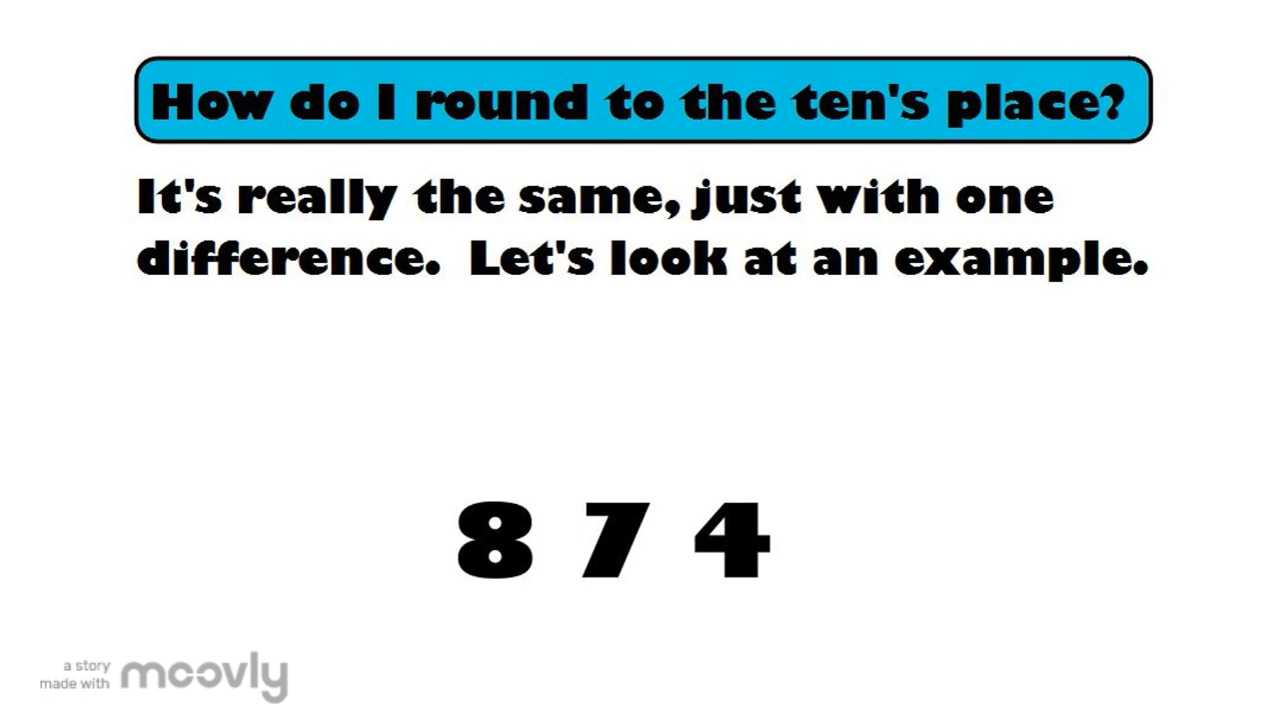 How do I round to the ten's place?
It's really the same, just with one
difference.  Let's look at an example.
8 7 4
a story
made with moovly